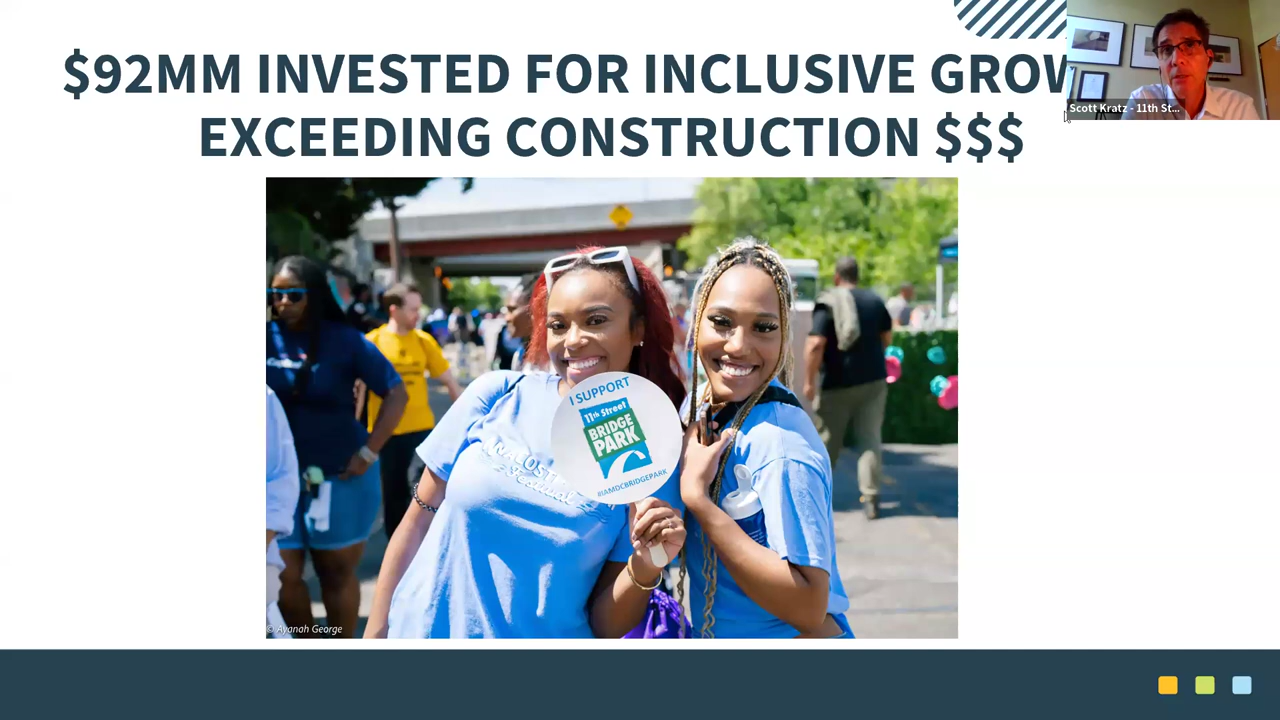 $92MM INVESTED FOR INCLUSIVE GROW
EXCEEDING CONSTRUCTION $$$
Scott Kratz - 11th St...
I SUPPORT
11th Street
BRIDGE
PARK
#IAMDCBRIDGEPARK
Festival
© Ayanah George